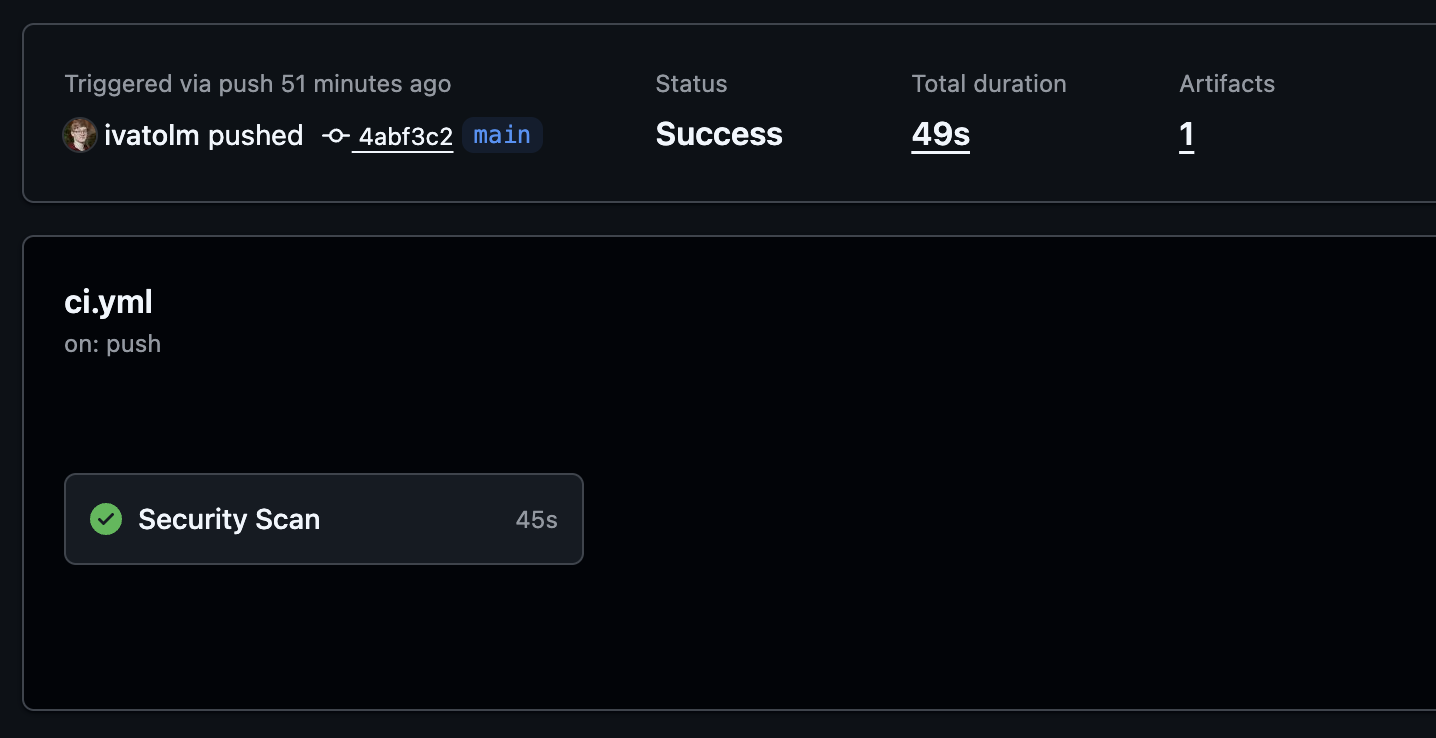 Triggered via push 51 minutes ago
ivatolm pushed 4abf3c2 main
Status
Success
Total duration
49s
Artifacts
1
ci.yml
on: push
Security Scan 45s